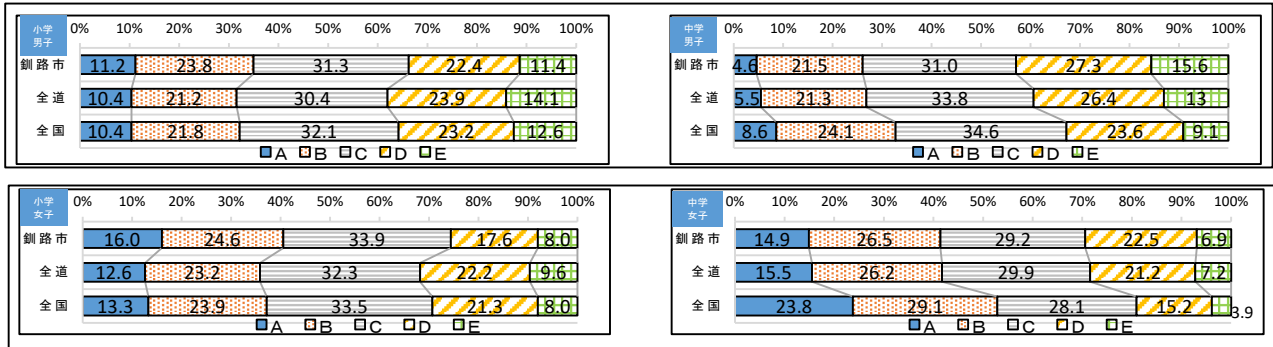 小学
男子
0% 10% 20% 30% 40% 50% 60% 70% 80% 90% 100%
釧路市 11.2 23.8 31.3 22.4 11.4
全道 10.4 21.2 30.4 23.9 14.1
全国 10.4 21.8 32.1 23.2 12.6
A B C D E
中学
男子
0% 10% 20% 30% 40% 50% 60% 70% 80% 90% 100%
釧路市 4.6 21.5 31.0 27.3 15.6
全道 5.5 21.3 33.8 26.4 13
全国 8.6 24.1 34.6 23.6 9.1
A B C D E
小学
女子
0% 10% 20% 30% 40% 50% 60% 70% 80% 90% 100%
釧路市 16.0 24.6 33.9 17.6 8.0
全道 12.6 23.2 32.3 22.2 9.6
全国 13.3 23.9 33.5 21.3 8.0
A B C D E
中学
女子
0% 10% 20% 30% 40% 50% 60% 70% 80% 90% 100%
釧路市 14.9 26.5 29.2 22.5 6.9
全道 15.5 26.2 29.9 21.2 7.2
全国 23.8 29.1 28.1 15.2 3.9
A B C D E